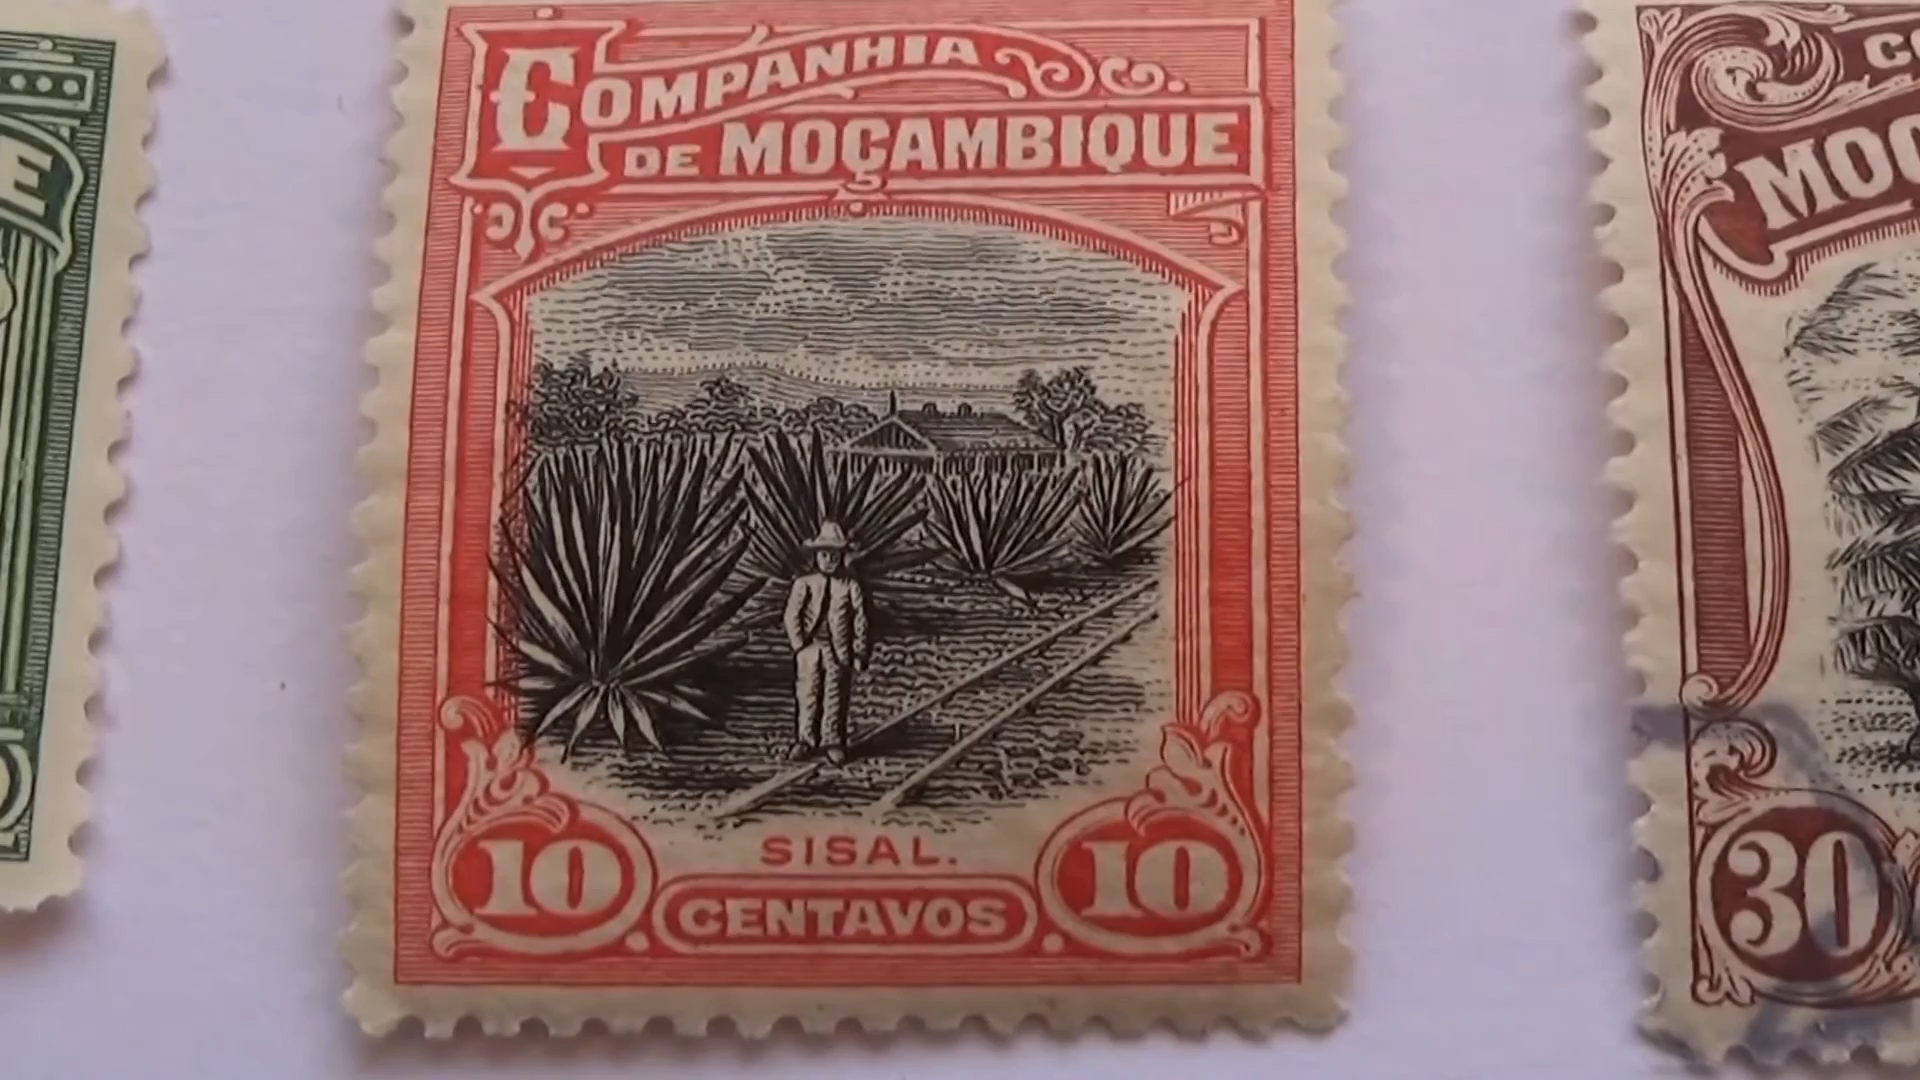 E
COMPANHIA
DE MOÇAMBIQUE
SISAL.
10 CENTAVOS 10
30